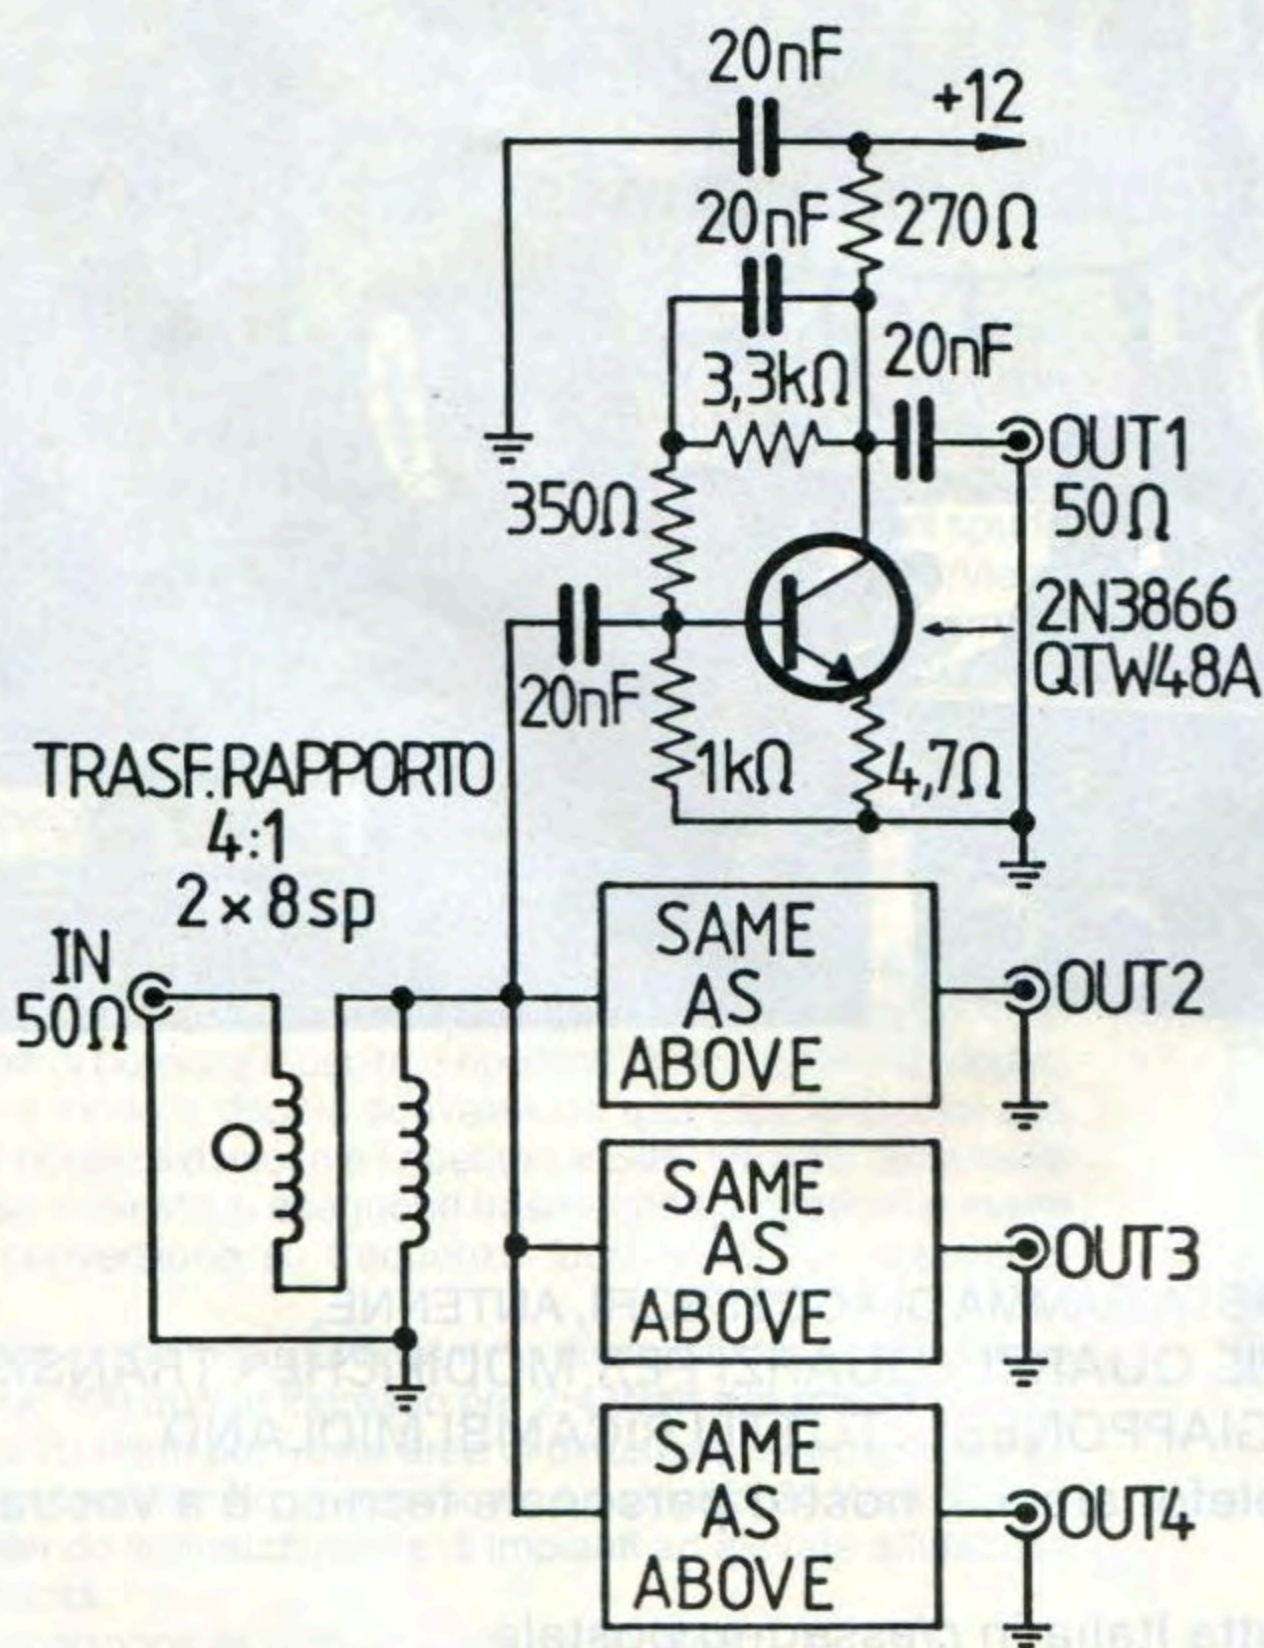 20nF
+12
20nF
270Ω
20nF
3,3kΩ
OUT1
50Ω
350Ω
2N3866
QTW48A
20nF
1kΩ
4,7Ω
TRASF.RAPPORTO
4:1
2×8sp
IN
50Ω
SAME
AS
ABOVE
OUT2
SAME
AS
ABOVE
OUT3
SAME
AS
ABOVE
OUT4